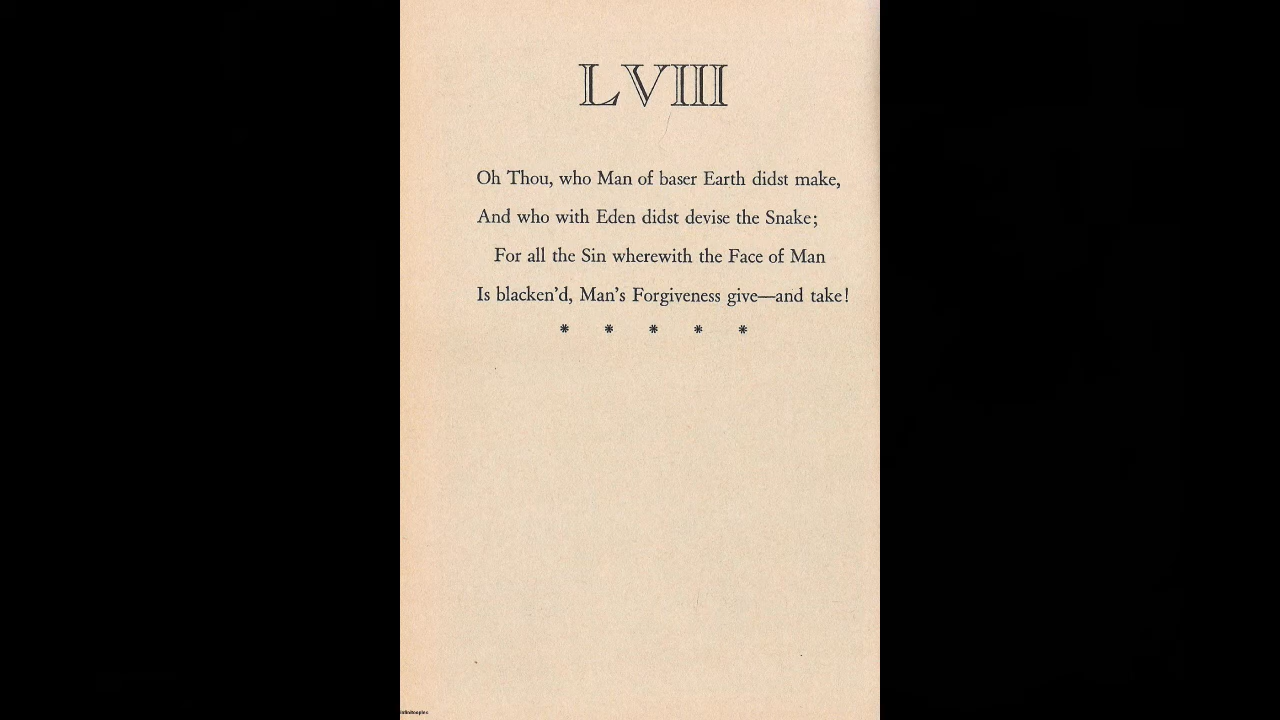 LVIII
Oh Thou, who Man of baser Earth didst make,
And who with Eden didst devise the Snake;
For all the Sin wherewith the Face of Man
Is blacken'd, Man's Forgiveness give—and take!
* * * * *